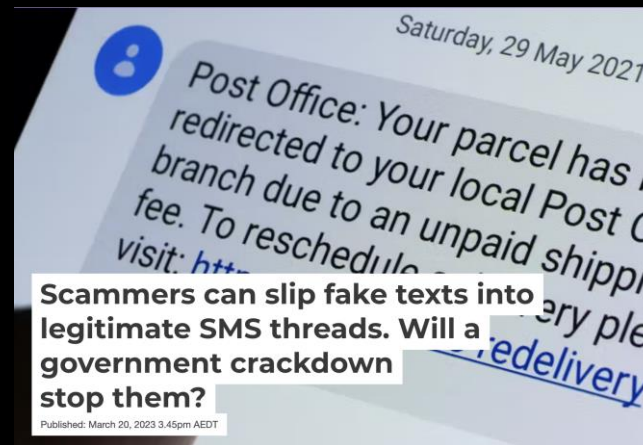 Saturday, 29 May 2021
Post Office: Your parcel has
redirected to your local Post
branch due to an unpaid
fee. To reschedule
visit:
redelivery
Scammers can slip fake texts into
legitimate SMS threads. Will a
government crackdown
stop them?
Published: March 20, 2023 3.45pm AEDT